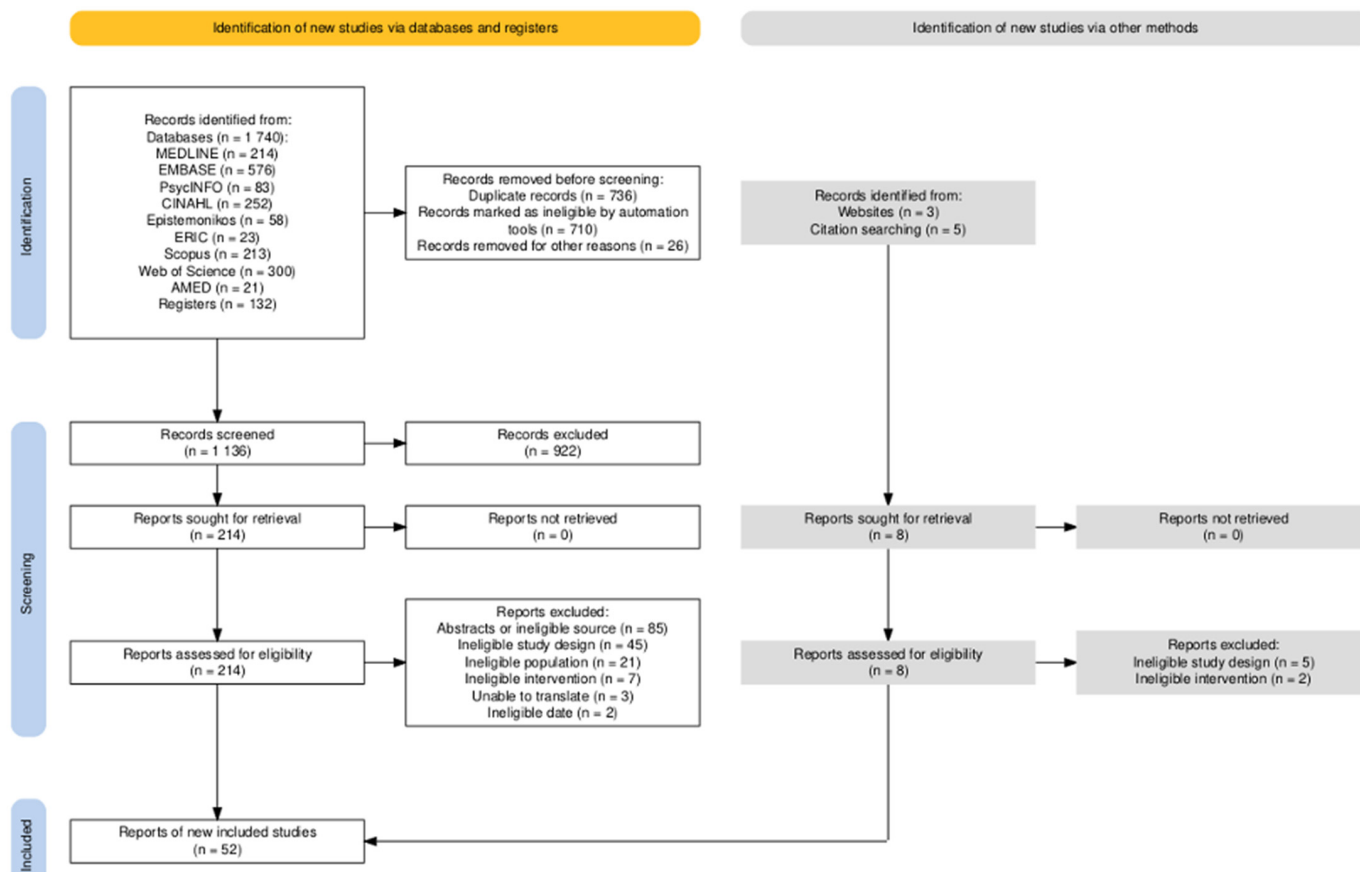 Identification of new studies via databases and registers
Identification of new studies via other methods
Identification
Records identified from:
Databases (n = 1 740):
MEDLINE (n = 214)
EMBASE (n = 576)
PsycINFO (n = 83)
CINAHL (n = 252)
Epistemonikos (n = 58)
ERIC (n = 23)
Scopus (n = 213)
Web of Science (n = 300)
AMED (n = 21)
Registers (n = 132)
Records removed before screening:
Duplicate records (n = 736)
Records marked as ineligible by automation
tools (n = 710)
Records removed for other reasons (n = 26)
Records identified from:
Websites (n = 3)
Citation searching (n = 5)
Screening
Records screened
(n = 1 136)
Records excluded
(n = 922)
Reports sought for retrieval
(n = 214)
Reports not retrieved
(n = 0)
Reports sought for retrieval
(n = 8)
Reports not retrieved
(n = 0)
Reports assessed for eligibility
(n = 214)
Reports excluded:
Abstracts or ineligible source (n = 85)
Ineligible study design (n = 45)
Ineligible population (n = 21)
Ineligible intervention (n = 7)
Unable to translate (n = 3)
Ineligible date (n = 2)
Reports assessed for eligibility
(n = 8)
Reports excluded:
Ineligible study design (n = 5)
Ineligible intervention (n = 2)
Included
Reports of new included studies
(n = 52)